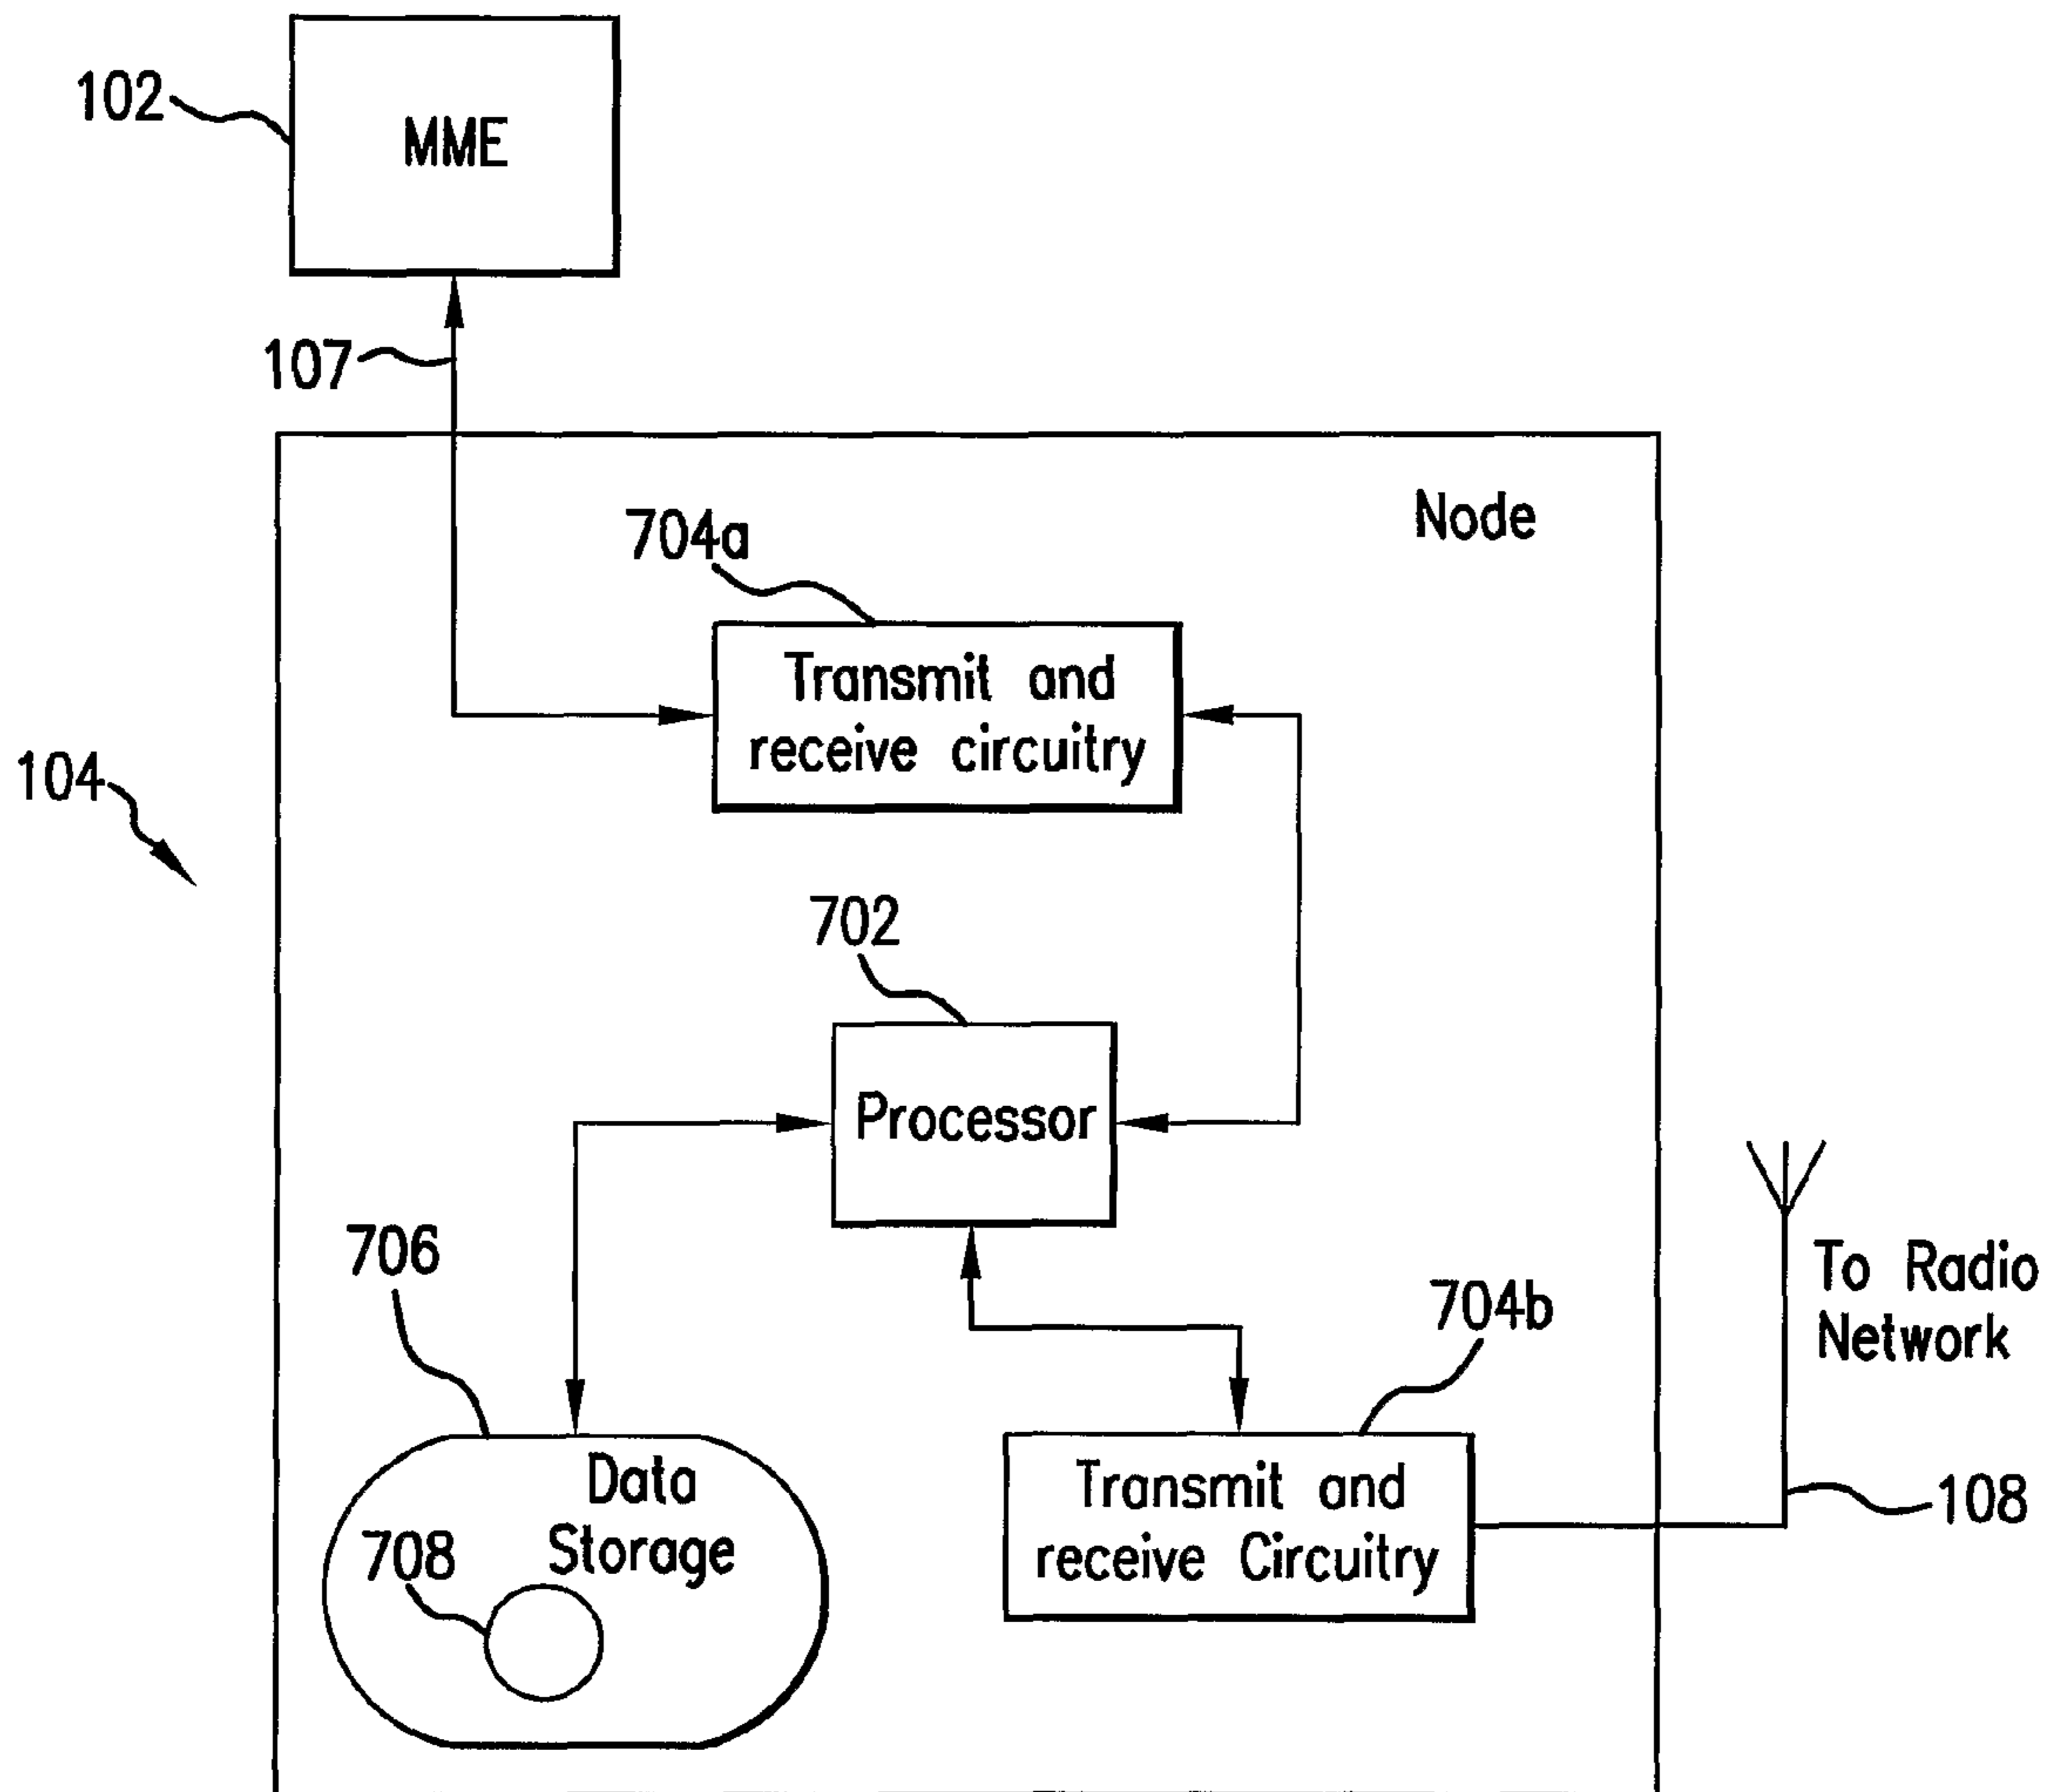 102
MME
107
Node
704a
Transmit and
receive circuitry
104
702
Processor
706
704b
To Radio
Network
Data
Storage
708
Transmit and
receive Circuitry
108